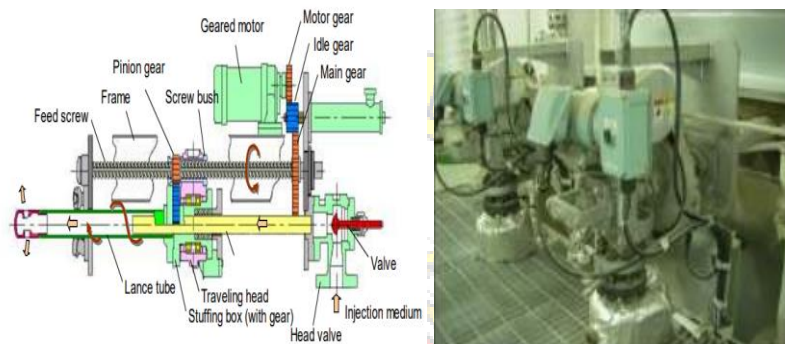 Motor gear
Geared motor
Idle gear
Pinion gear
Main gear
Frame
Screw bush
Feed screw
Valve
Lance tube
Traveling head
Injection medium
Stuffing box (with gear)
Head valve